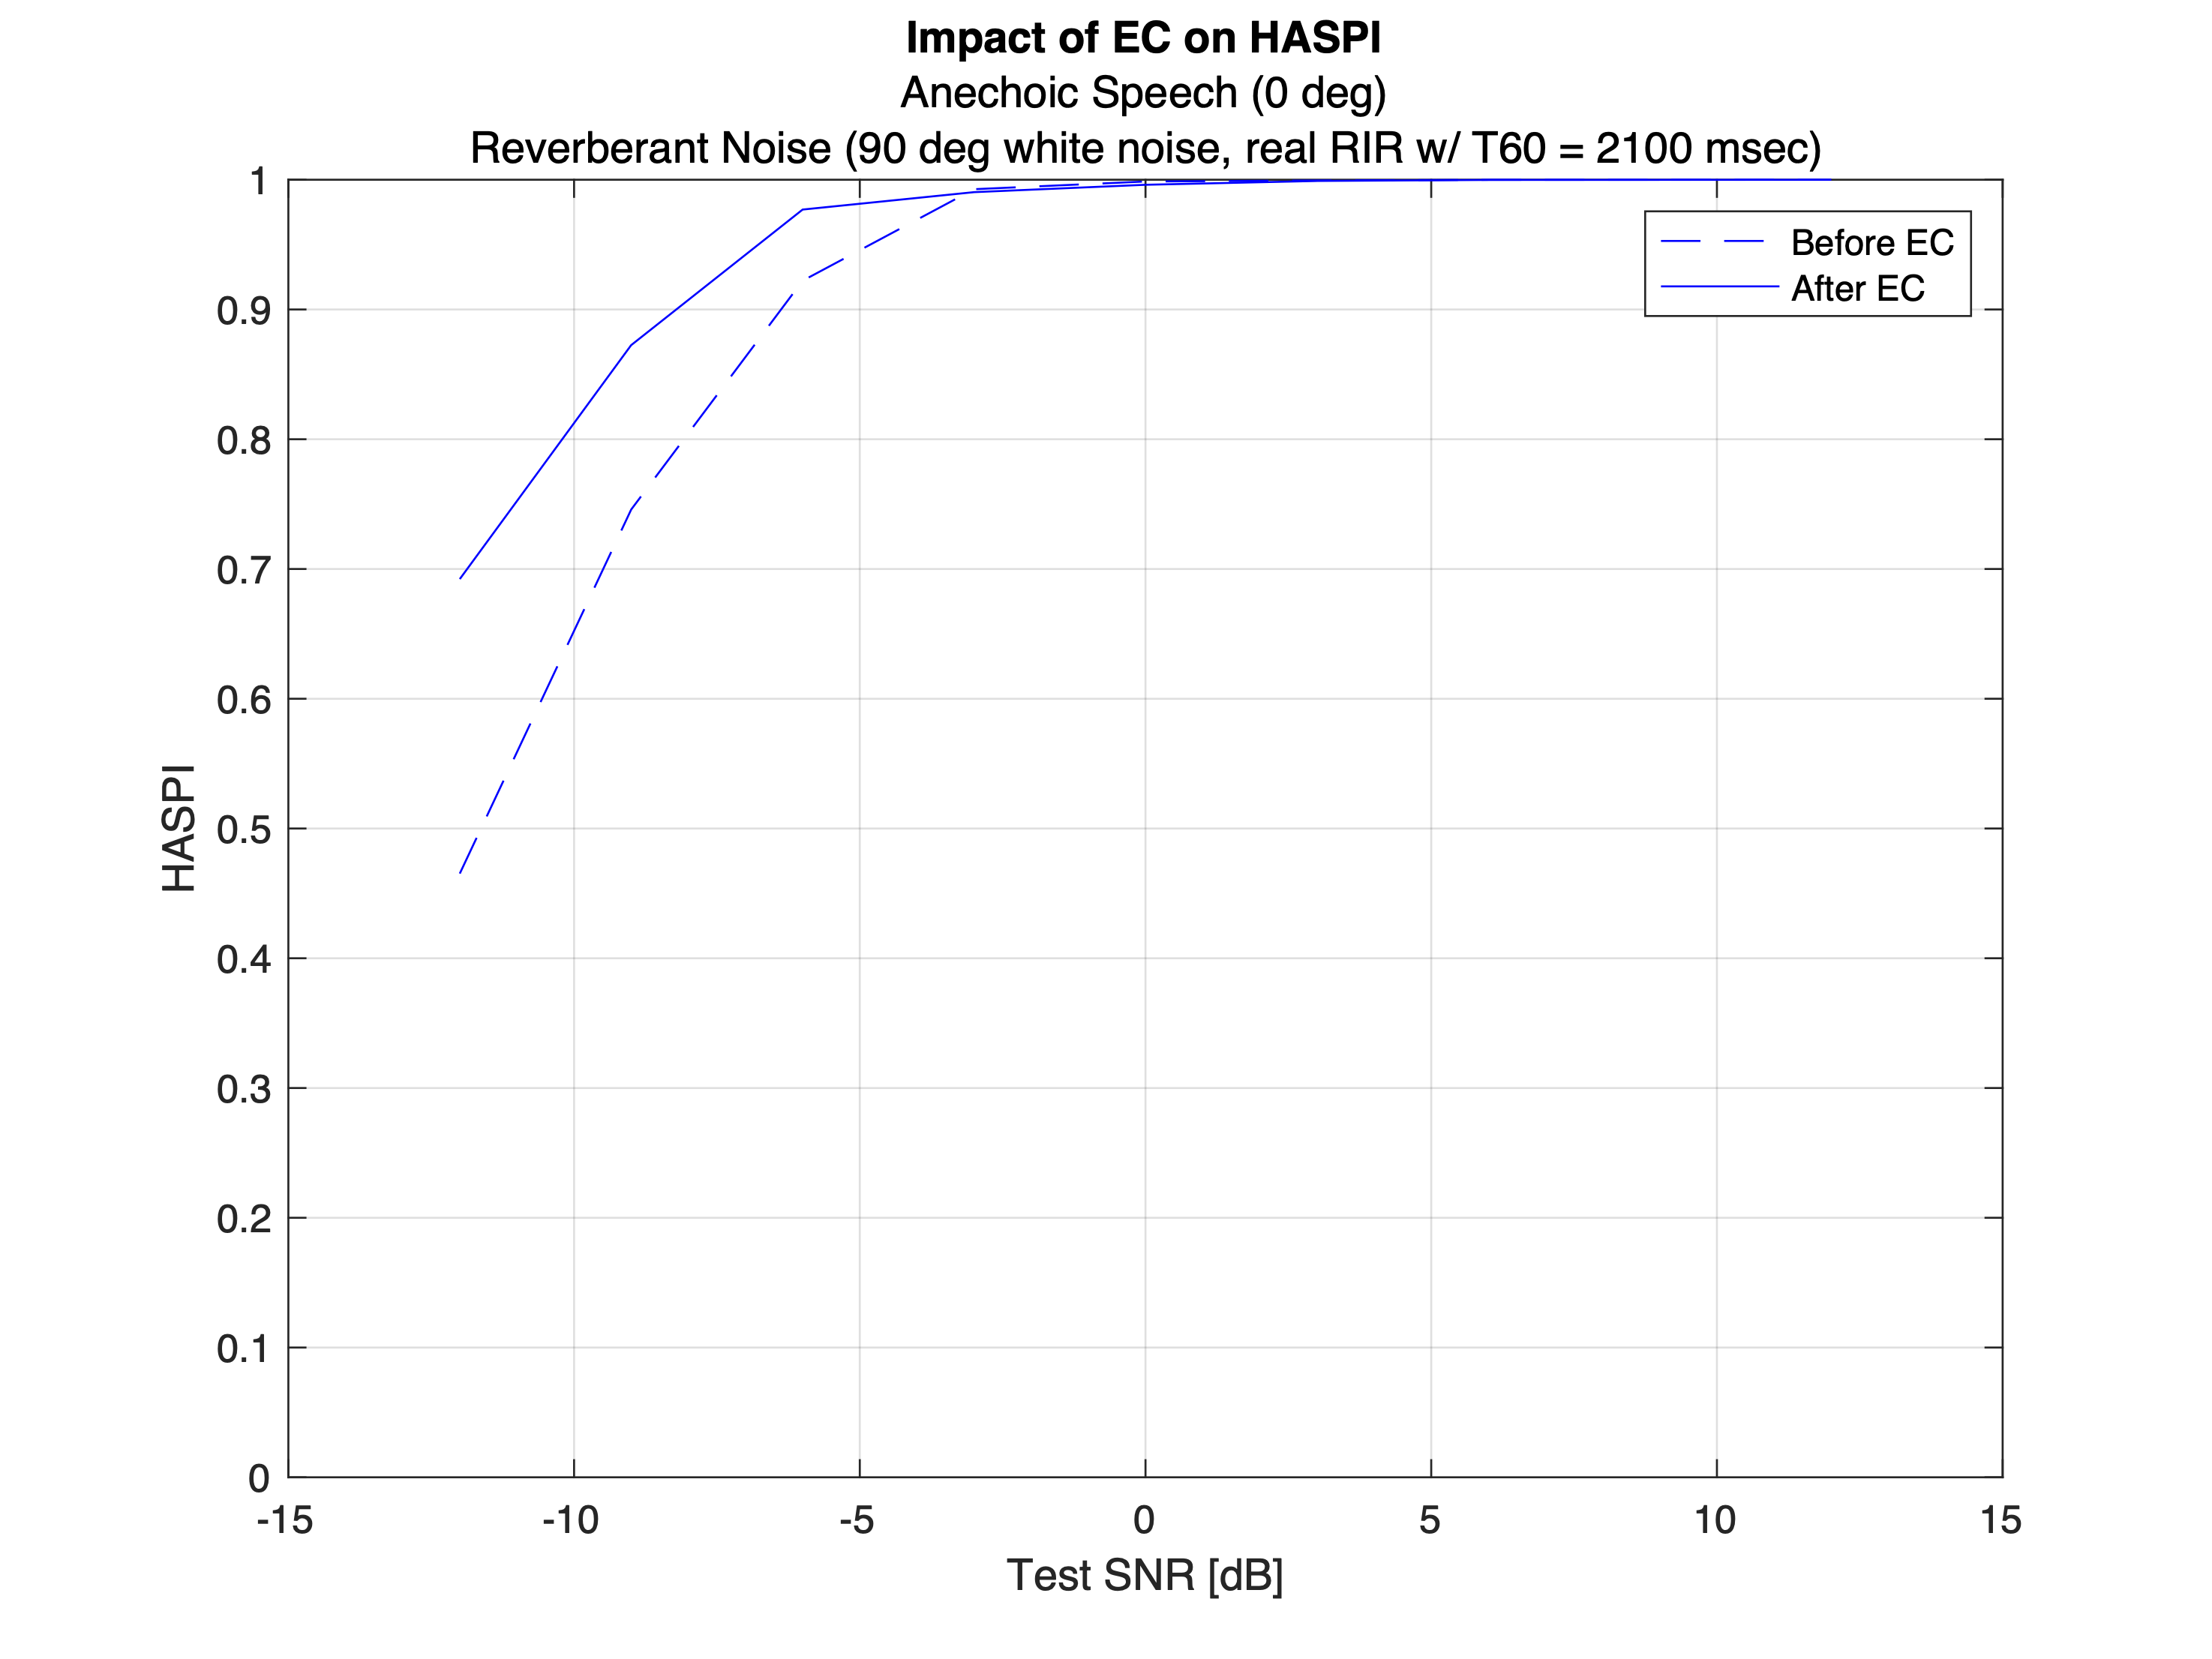 Impact of EC on HASPI
Anechoic Speech (0 deg)
Reverberant Noise (90 deg white noise, real RIR w/ T60 = 2100 msec)
Before EC
After EC
HASPI
1
0.9
0.8
0.7
0.6
0.5
0.4
0.3
0.2
0.1
0
-15 -10 -5 0 5 10 15
Test SNR [dB]